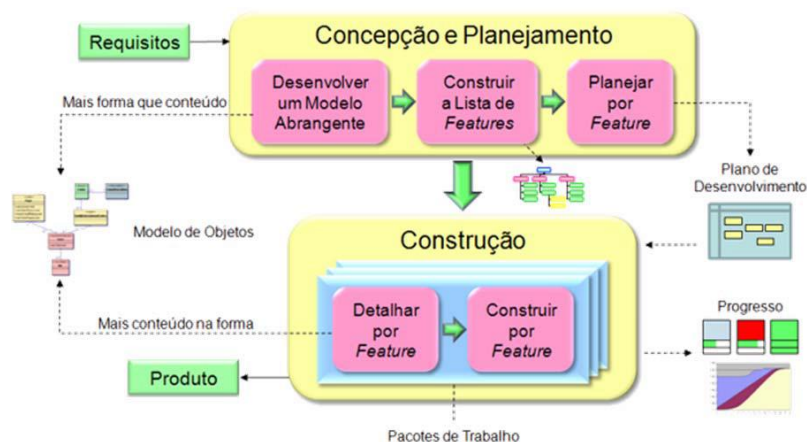 Requisitos
Concepção e Planejamento
Desenvolver
um Modelo
Abrangente
Construir
a Lista de
Features
Planejar
por
Feature
Mais forma que conteúdo
Plano de
Desenvolvimento
Modelo de Objetos
Construção
Detalhar
por
Feature
Construir
por
Feature
Mais conteúdo na forma
Progresso
Produto
Pacotes de Trabalho